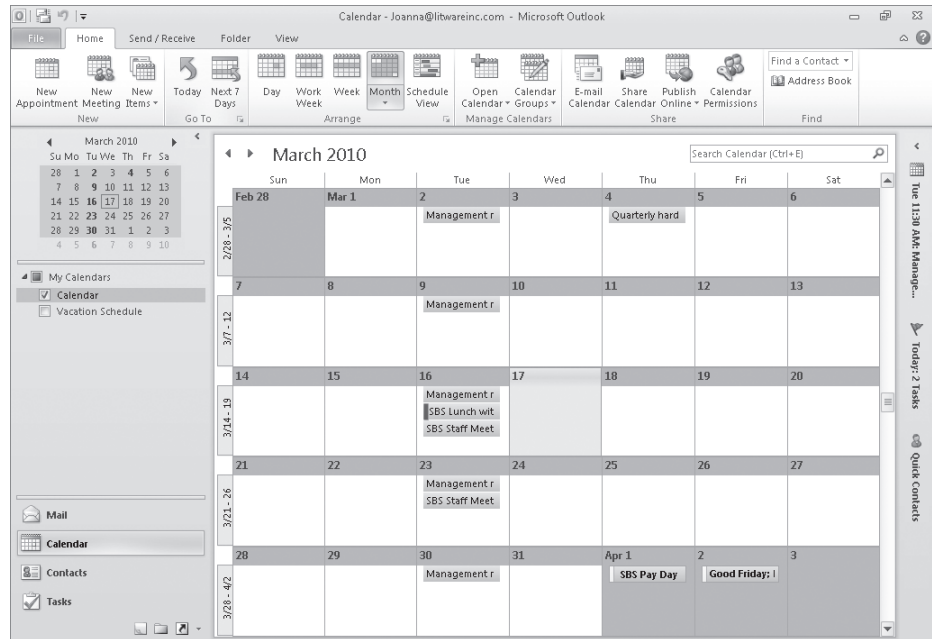 Calendar - Joanna@litwareinc.com - Microsoft Outlook
File Home Send / Receive Folder View
New Appointment
New Meeting
New Items
New
Today
Next 7 Days
Go To
Day
Work Week
Week
Month
Schedule View
Arrange
Open Calendar
Calendar Groups
Manage Calendars
E-mail Calendar
Share Calendar
Publish Online
Calendar Permissions
Share
Find a Contact
Address Book
Find
March 2010
Su Mo Tu We Th Fr Sa
28 1 2 3 4 5 6
7 8 9 10 11 12 13
14 15 16 17 18 19 20
21 22 23 24 25 26 27
28 29 30 31 1 2 3
4 5 6 7 8 9 10
My Calendars
Calendar
Vacation Schedule
Mail
Calendar
Contacts
Tasks
March 2010
Search Calendar (Ctrl+E)
Sun Mon Tue Wed Thu Fri Sat
2/28 - 3/5
Feb 28 Mar 1 2 3 4 5 6
Management r Quarterly hard
3/7 - 12
7 8 9 10 11 12 13
Management r
3/14 - 19
14 15 16 17 18 19 20
Management r
SBS Lunch wit
SBS Staff Meet
3/21 - 26
21 22 23 24 25 26 27
Management r
SBS Staff Meet
3/28 - 4/2
28 29 30 31 Apr 1 2 3
Management r SBS Pay Day Good Friday;
Tue 11:30 AM: Manage...
Today: 2 Tasks
Quick Contacts